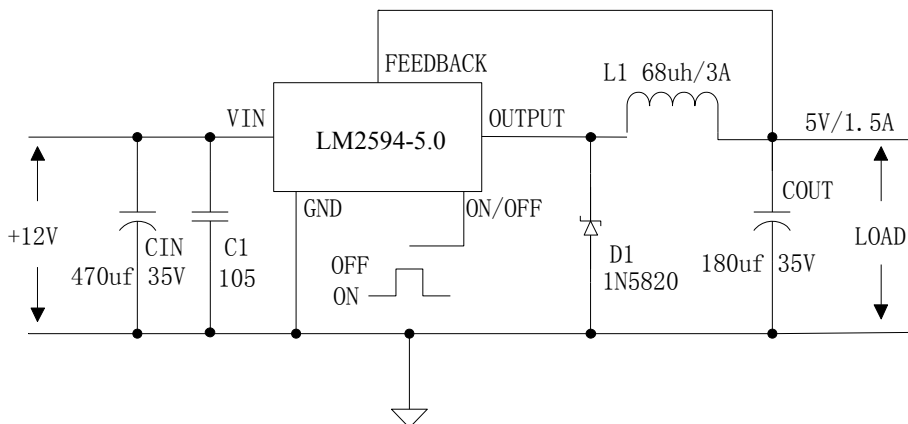 FEEDBACK
L1 68uh/3A
VIN
OUTPUT
5V/1.5A
LM2594-5.0
GND
ON/OFF
COUT
+12V
CIN
C1
LOAD
470uf 35V
105
OFF
ON
D1
1N5820
180uf 35V